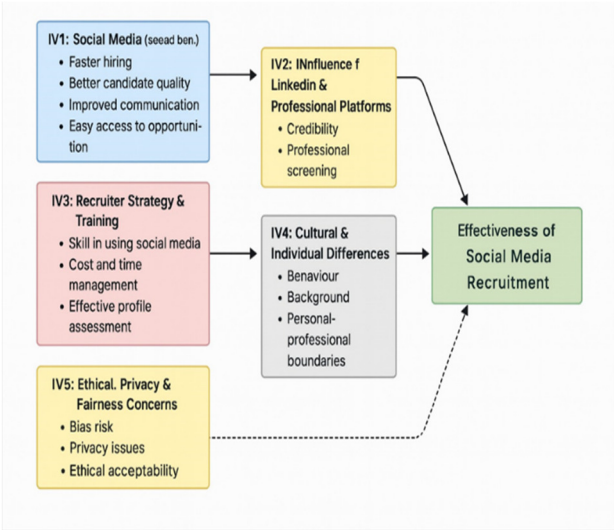 IV1: Social Media (seead ben.)
• Faster hiring
• Better candidate quality
• Improved communication
• Easy access to opportuni-
tion
IV2: INnfluence f
Linkedin &
Professional Platforms
• Credibility
• Professional
screening
IV3: Recruiter Strategy &
Training
• Skill in using social media
• Cost and time
management
• Effective profile
assessment
IV4: Cultural &
Individual Differences
• Benaviour
• Background
• Personal-
professional
boundaries
Effectiveness of
Social Media
Recruitment
IV5: Ethical. Privacy &
Fairness Concerns
• Bias risk
• Privacy issues
• Ethical acceptability